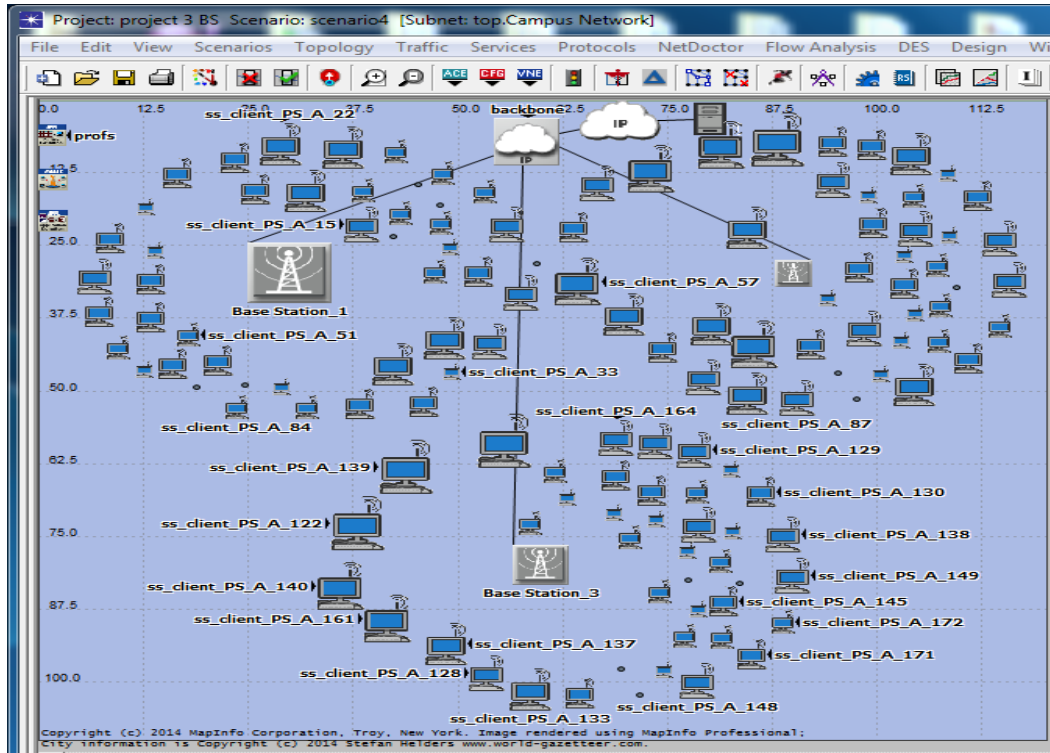 Project: project 3 BS Scenario: scenario4 [Subnet: top.Campus Network]
File Edit View Scenarios Topology Traffic Services Protocols NetDoctor Flow Analysis DES Design Wi
ACE CFG VNE
RS
0.0 12.5 25.0 37.5 50.0 backbone 2.5 75.0 87.5 100.0 112.5
ss_client_PS_A_22
IP
profs
IP
12.5
ss_client_PS_A_15
25.0
ss_client_PS_A_57
Base Station_1
37.5
ss_client_PS_A_51
ss_client_PS_A_33
50.0
ss_client_PS_A_164
ss_client_PS_A_84
ss_client_PS_A_87
ss_client_PS_A_129
62.5
ss_client_PS_A_139
ss_client_PS_A_130
ss_client_PS_A_122
75.0
ss_client_PS_A_138
ss_client_PS_A_149
ss_client_PS_A_140
Base Station_3
87.5
ss_client_PS_A_145
ss_client_PS_A_161
ss_client_PS_A_172
ss_client_PS_A_137
ss_client_PS_A_171
ss_client_PS_A_128
100.0
ss_client_PS_A_148
ss_client_PS_A_133
Copyright (c) 2014 MapInfo Corporation, Troy, New York. Image rendered using MapInfo Professional;
City information is Copyright (c) 2014 Stefan Helders www.world-gazetteer.com.